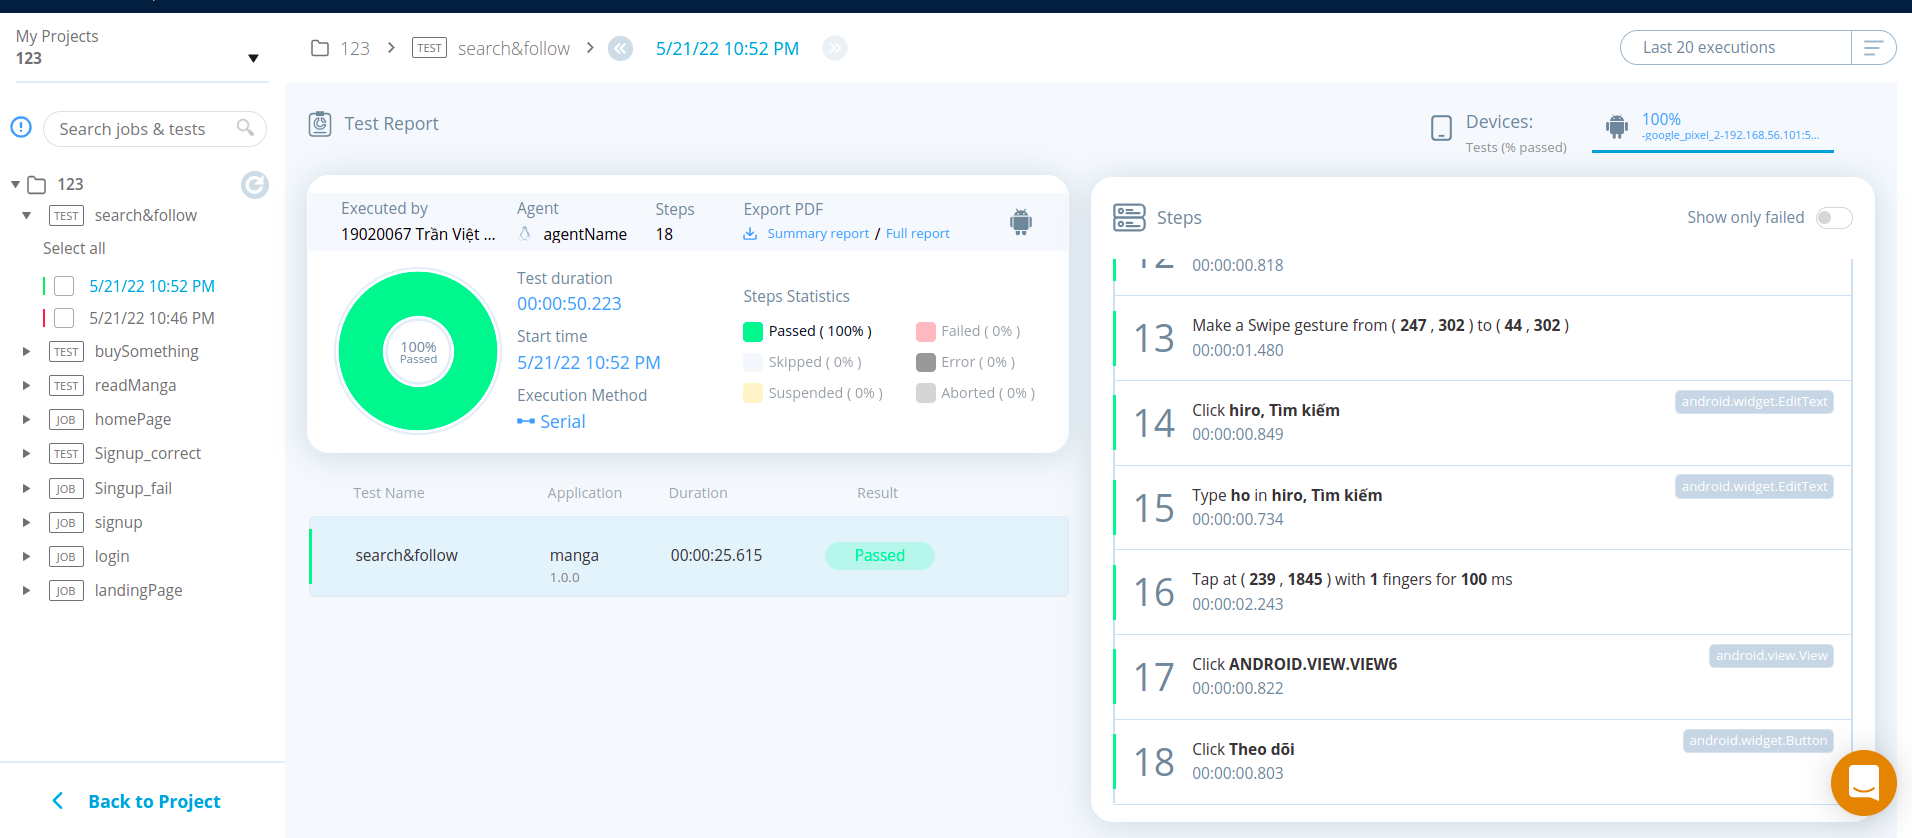 My Projects
123
Search jobs & tests
123
TEST search&follow
Select all
5/21/22 10:52 PM
5/21/22 10:46 PM
TEST buySomething
TEST readManga
JOB homePage
TEST Signup_correct
JOB Singup_fail
JOB signup
JOB login
JOB landingPage
Back to Project
123 > TEST search&follow > « 5/21/22 10:52 PM »
Last 20 executions
Test Report
Devices:
Tests (% passed)
100%
-google_pixel_2-192.168.56.101:5...
Executed by
19020067 Trần Việt ...
Agent
agentName
Steps
18
Export PDF
Summary report / Full report
100%
Passed
Test duration
00:00:50.223
Start time
5/21/22 10:52 PM
Execution Method
Serial
Steps Statistics
Passed ( 100% )
Failed ( 0% )
Skipped ( 0% )
Error ( 0% )
Suspended ( 0% )
Aborted ( 0% )
Test Name Application Duration Result
search&follow manga 00:00:25.615 Passed
1.0.0
Steps
Show only failed
12
00:00:00.818
13 Make a Swipe gesture from ( 247 , 302 ) to ( 44 , 302 )
00:00:01.480
android.widget.EditText
14 Click hiro, Tìm kiếm
00:00:00.849
android.widget.EditText
15 Type ho in hiro, Tìm kiếm
00:00:00.734
16 Tap at ( 239 , 1845 ) with 1 fingers for 100 ms
00:00:02.243
android.view.View
17 Click ANDROID.VIEW.VIEW6
00:00:00.822
android.widget.Button
18 Click Theo dõi
00:00:00.803